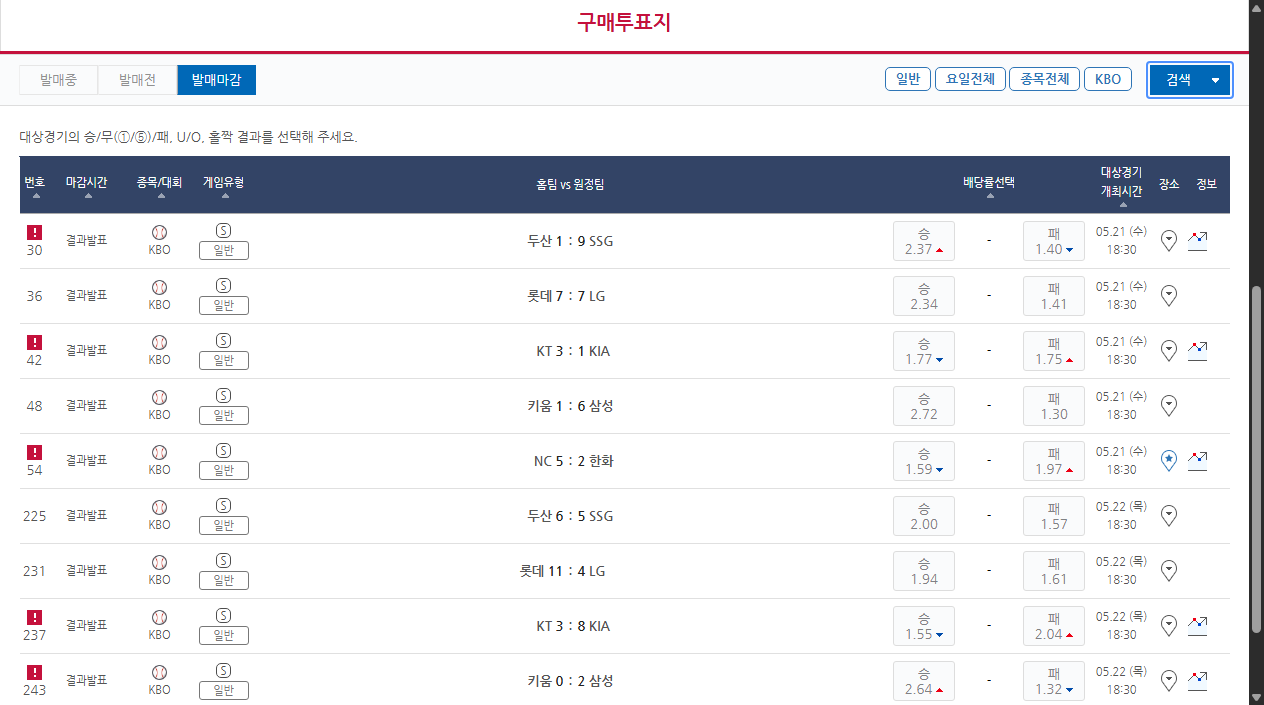 구매투표지
발매중 발매전 발매마감 일반 요일전체 종목전체 KBO 검색
대상경기의 승/무(①/⑤)/패, U/O, 홀짝 결과를 선택해 주세요.
번호 마감시간 종목/대회 게임유형 홈팀 vs 원정팀 배당률선택 대상경기 개최시간 장소 정보
! 30 결과발표 KBO S 일반 두산 1 : 9 SSG 승 2.37 - 패 1.40 05.21 (수) 18:30
36 결과발표 KBO S 일반 롯데 7 : 7 LG 승 2.34 - 패 1.41 05.21 (수) 18:30
! 42 결과발표 KBO S 일반 KT 3 : 1 KIA 승 1.77 - 패 1.75 05.21 (수) 18:30
48 결과발표 KBO S 일반 키움 1 : 6 삼성 승 2.72 - 패 1.30 05.21 (수) 18:30
! 54 결과발표 KBO S 일반 NC 5 : 2 한화 승 1.59 - 패 1.97 05.21 (수) 18:30
225 결과발표 KBO S 일반 두산 6 : 5 SSG 승 2.00 - 패 1.57 05.22 (목) 18:30
231 결과발표 KBO S 일반 롯데 11 : 4 LG 승 1.94 - 패 1.61 05.22 (목) 18:30
! 237 결과발표 KBO S 일반 KT 3 : 8 KIA 승 1.55 - 패 2.04 05.22 (목) 18:30
! 243 결과발표 KBO S 일반 키움 0 : 2 삼성 승 2.64 - 패 1.32 05.22 (목) 18:30